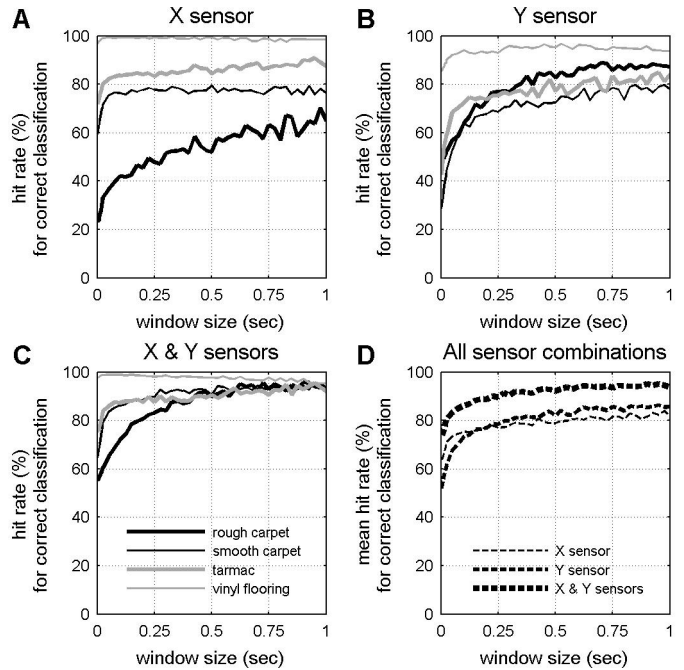 A X sensor
hit rate (%)
for correct classification
100
80
60
40
20
0
0 0.25 0.5 0.75 1
window size (sec)
B Y sensor
hit rate (%)
for correct classification
100
80
60
40
20
0
0 0.25 0.5 0.75 1
window size (sec)
C X & Y sensors
hit rate (%)
for correct classification
100
80
60
40
20
0
rough carpet
smooth carpet
tarmac
vinyl flooring
0 0.25 0.5 0.75 1
window size (sec)
D All sensor combinations
mean hit rate (%)
for correct classification
100
80
60
40
20
0
X sensor
Y sensor
X & Y sensors
0 0.25 0.5 0.75 1
window size (sec)